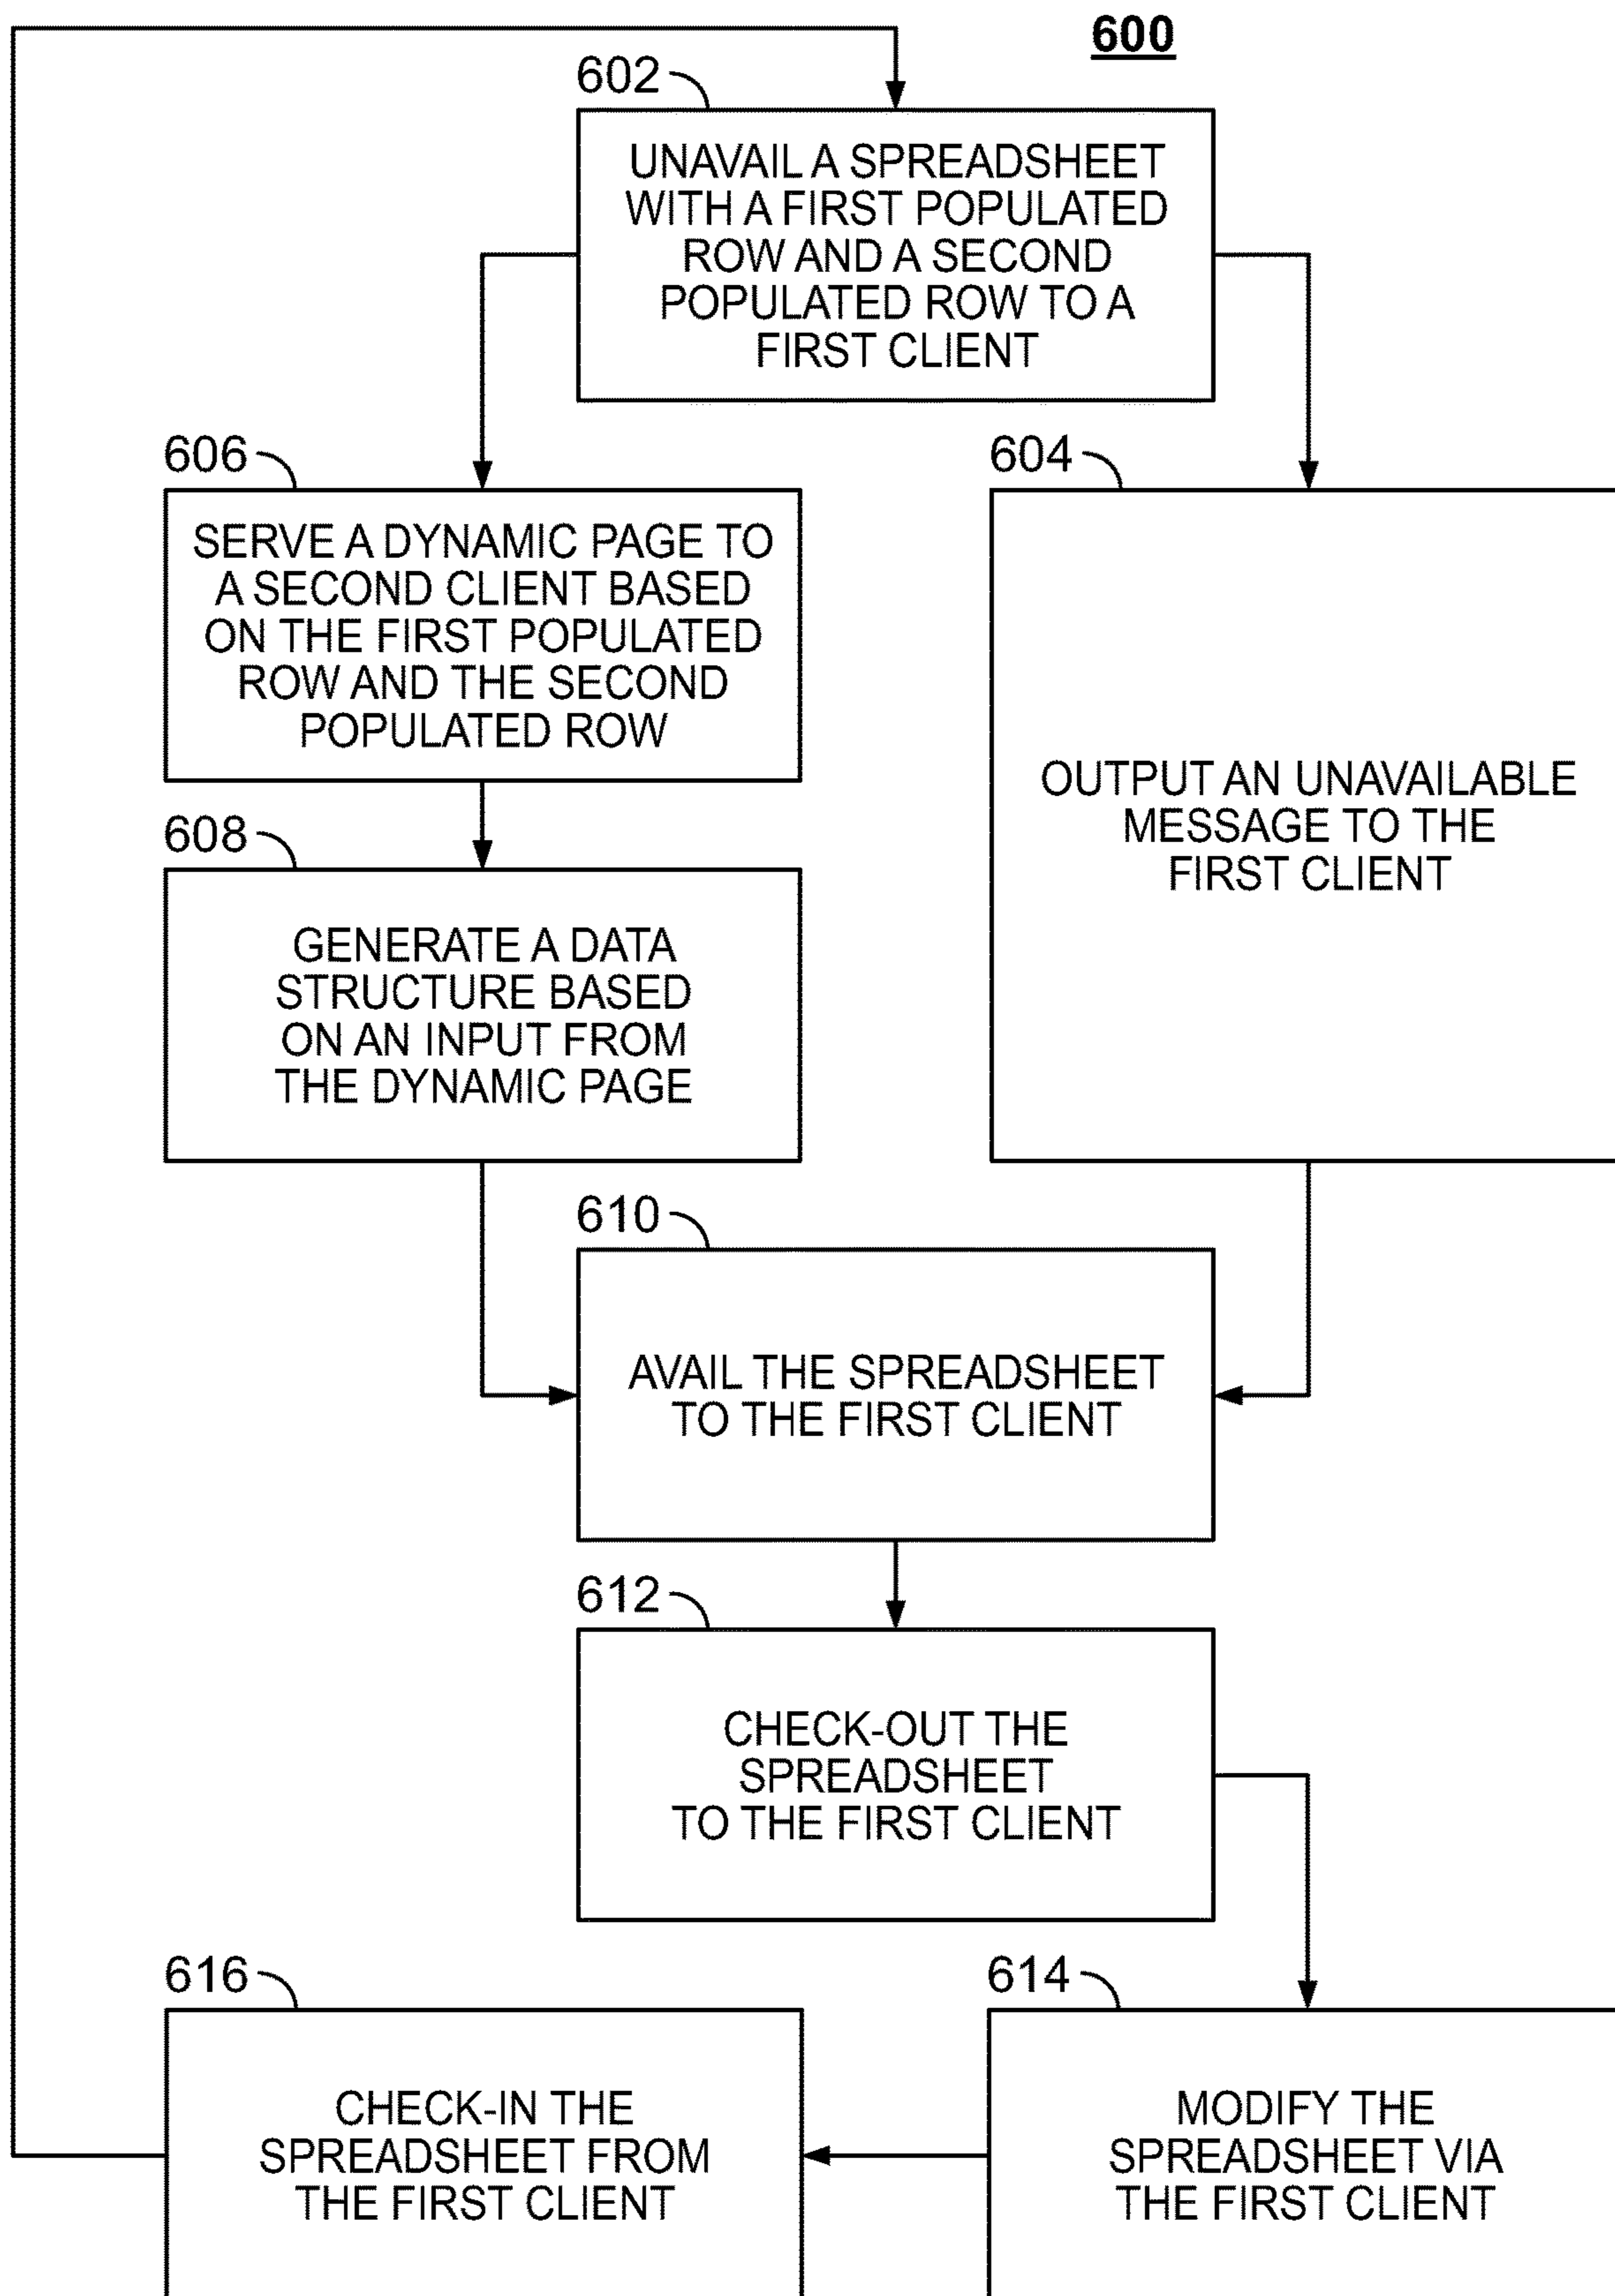 600
602
UNAVAIL A SPREADSHEET
WITH A FIRST POPULATED
ROW AND A SECOND
POPULATED ROW TO A
FIRST CLIENT
606
SERVE A DYNAMIC PAGE TO
A SECOND CLIENT BASED
ON THE FIRST POPULATED
ROW AND THE SECOND
POPULATED ROW
604
OUTPUT AN UNAVAILABLE
MESSAGE TO THE
FIRST CLIENT
608
GENERATE A DATA
STRUCTURE BASED
ON AN INPUT FROM
THE DYNAMIC PAGE
610
AVAIL THE SPREADSHEET
TO THE FIRST CLIENT
612
CHECK-OUT THE
SPREADSHEET
TO THE FIRST CLIENT
616
CHECK-IN THE
SPREADSHEET FROM
THE FIRST CLIENT
614
MODIFY THE
SPREADSHEET VIA
THE FIRST CLIENT